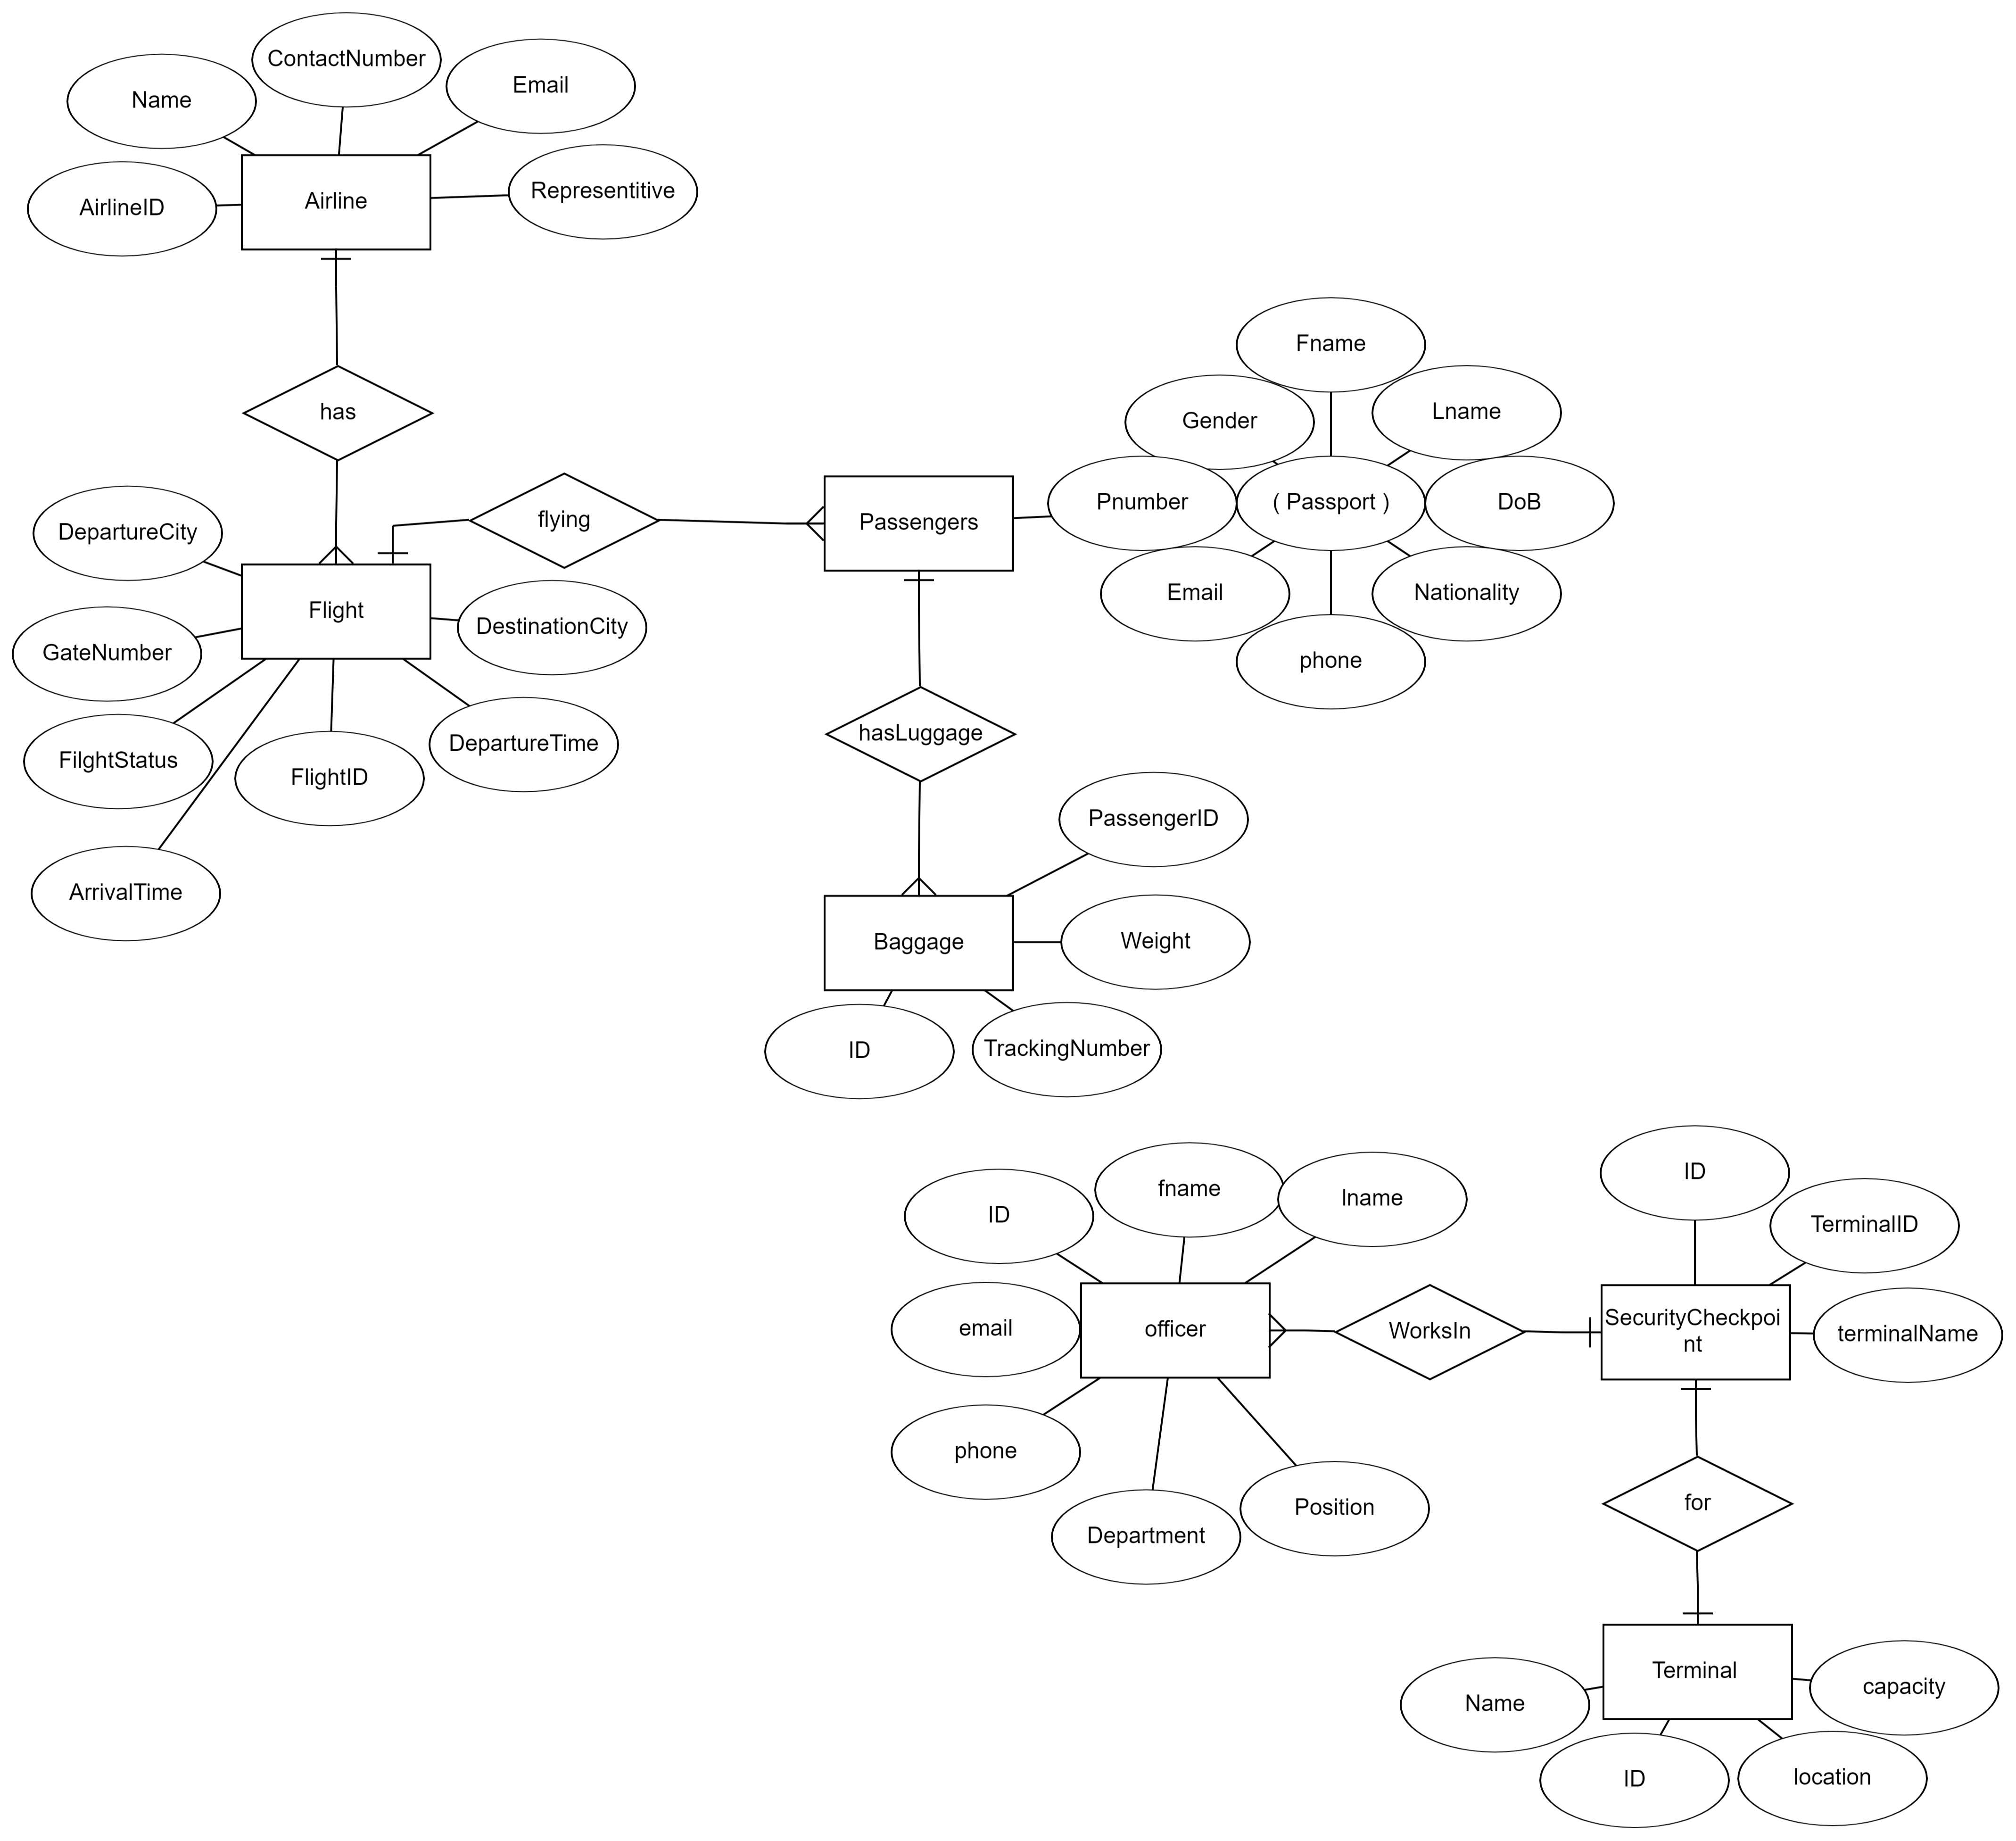 ContactNumber
Email
Name
Representitive
Airline
AirlineID
has
Fname
Lname
Gender
Pnumber
( Passport )
DoB
flying
Passengers
DepartureCity
Email
Nationality
Flight
DestinationCity
GateNumber
phone
hasLuggage
DepartureTime
FilghtStatus
FlightID
PassengerID
ArrivalTime
Baggage
Weight
ID
TrackingNumber
ID
fname
lname
ID
TerminalID
email
officer
WorksIn
SecurityCheckpoi
nt
terminalName
phone
Position
for
Department
Terminal
capacity
Name
ID
location